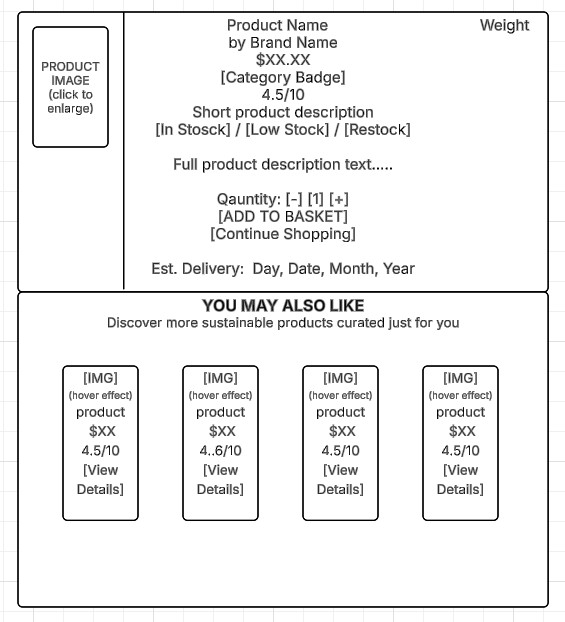 PRODUCT
IMAGE
(click to
enlarge)
Product Name
Weight
by Brand Name
$XX.XX
[Category Badge]
4.5/10
Short product description
[In Stosck] / [Low Stock] / [Restock]
Full product description text.....
Qauntity: [-] [1] [+]
[ADD TO BASKET]
[Continue Shopping]
Est. Delivery: Day, Date, Month, Year
YOU MAY ALSO LIKE
Discover more sustainable products curated just for you
[IMG]
(hover effect)
product
$XX
4.5/10
[View
Details]
[IMG]
(hover effect)
product
$XX
4..6/10
[View
Details]
[IMG]
(hover effect)
product
$XX
4.5/10
[View
Details]
[IMG]
(hover effect)
product
$XX
4.5/10
[View
Details]